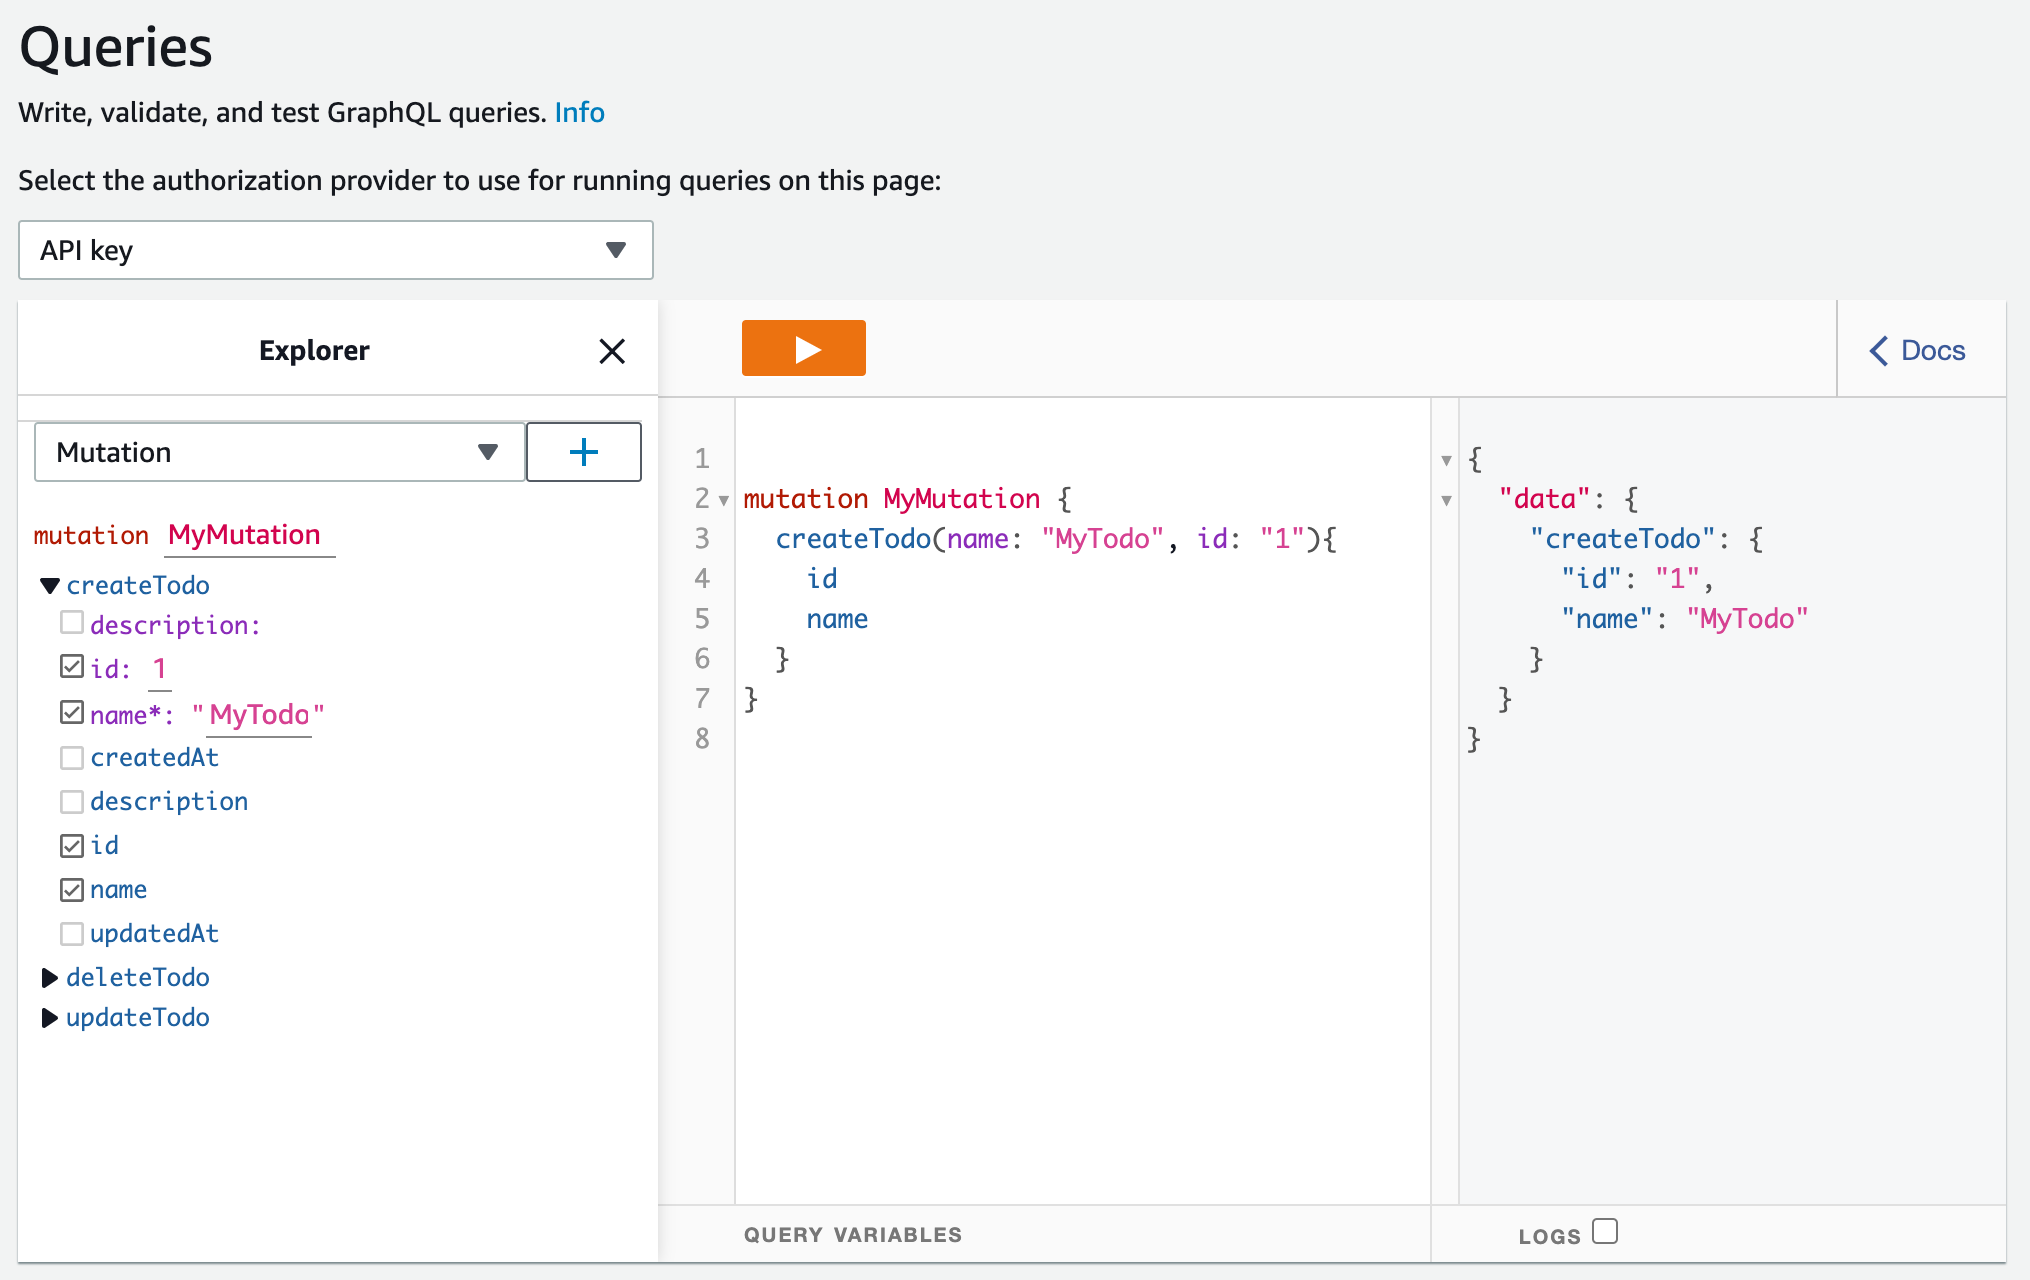 Queries
Write, validate, and test GraphQL queries. Info
Select the authorization provider to use for running queries on this page:
API key
Explorer
Docs
Mutation
mutation MyMutation
createTodo
description:
id: 1
name*: "MyTodo"
createdAt
description
id
name
updatedAt
deleteTodo
updateTodo
1
2 mutation MyMutation {
3 createTodo(name: "MyTodo", id: "1"){
4 id
5 name
6 }
7 }
8
{
"data": {
"createTodo": {
"id": "1",
"name": "MyTodo"
}
}
}
QUERY VARIABLES
LOGS